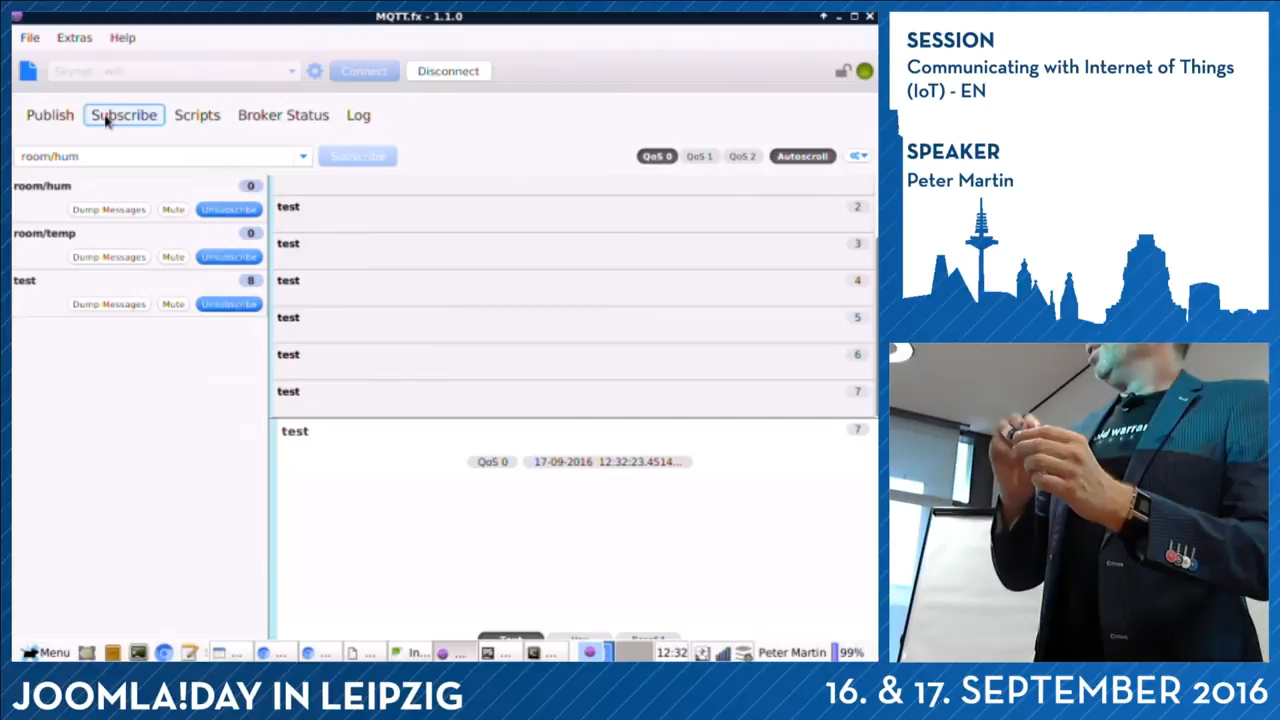 MQTT.fx - 1.1.0
File Extras Help
Skynet - wifi Connect Disconnect
Publish Subscribe Scripts Broker Status Log
room/hum Subscribe QoS 0 QoS 1 QoS 2 Autoscroll
room/hum 0
Dump Messages Mute Unsubscribe
room/temp 0
Dump Messages Mute Unsubscribe
test 8
Dump Messages Mute Unsubscribe
test 2
test 3
test 4
test 5
test 6
test 7
test 7
QoS 0 17-09-2016 12:32:23.4514...
Menu ... ... ... ... In... ... ... ... 12:32 Peter Martin 99%
SESSION
Communicating with Internet of Things
(IoT) - EN
SPEAKER
Peter Martin
JOOMLA!DAY IN LEIPZIG
16. & 17. SEPTEMBER 2016